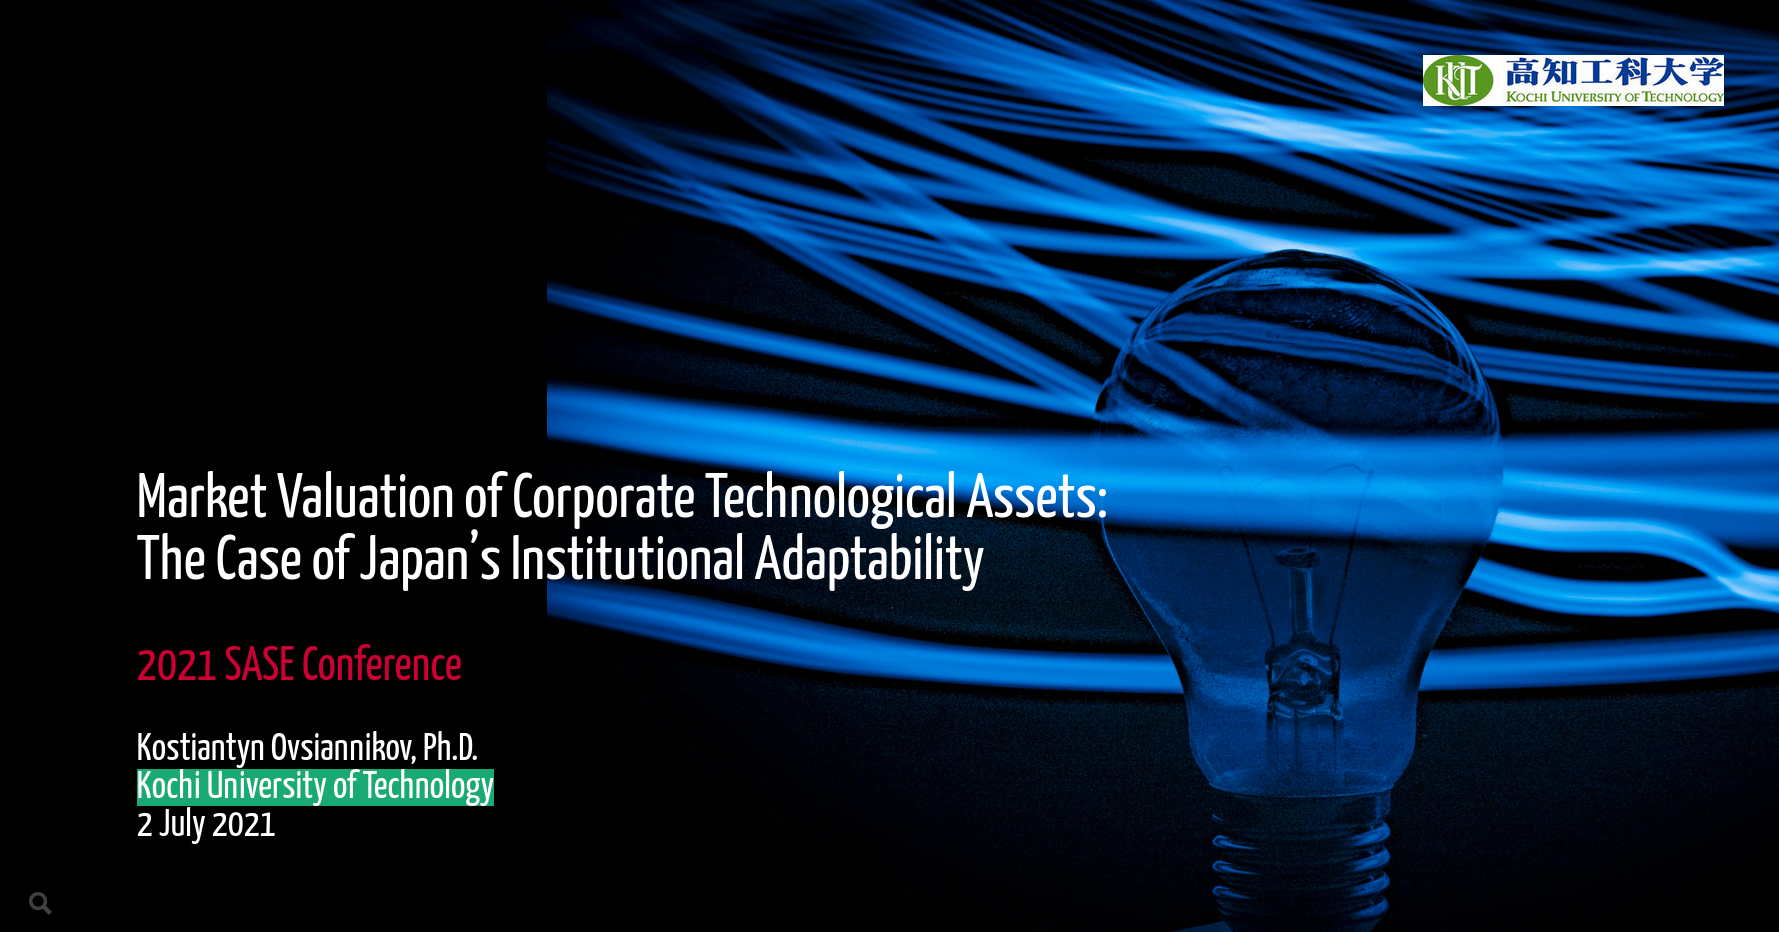 KUT
高知工科大学
KOCHI UNIVERSITY OF TECHNOLOGY
Market Valuation of Corporate Technological Assets:
The Case of Japan’s Institutional Adaptability
2021 SASE Conference
Kostiantyn Ovsiannikov, Ph.D.
Kochi University of Technology
2 July 2021